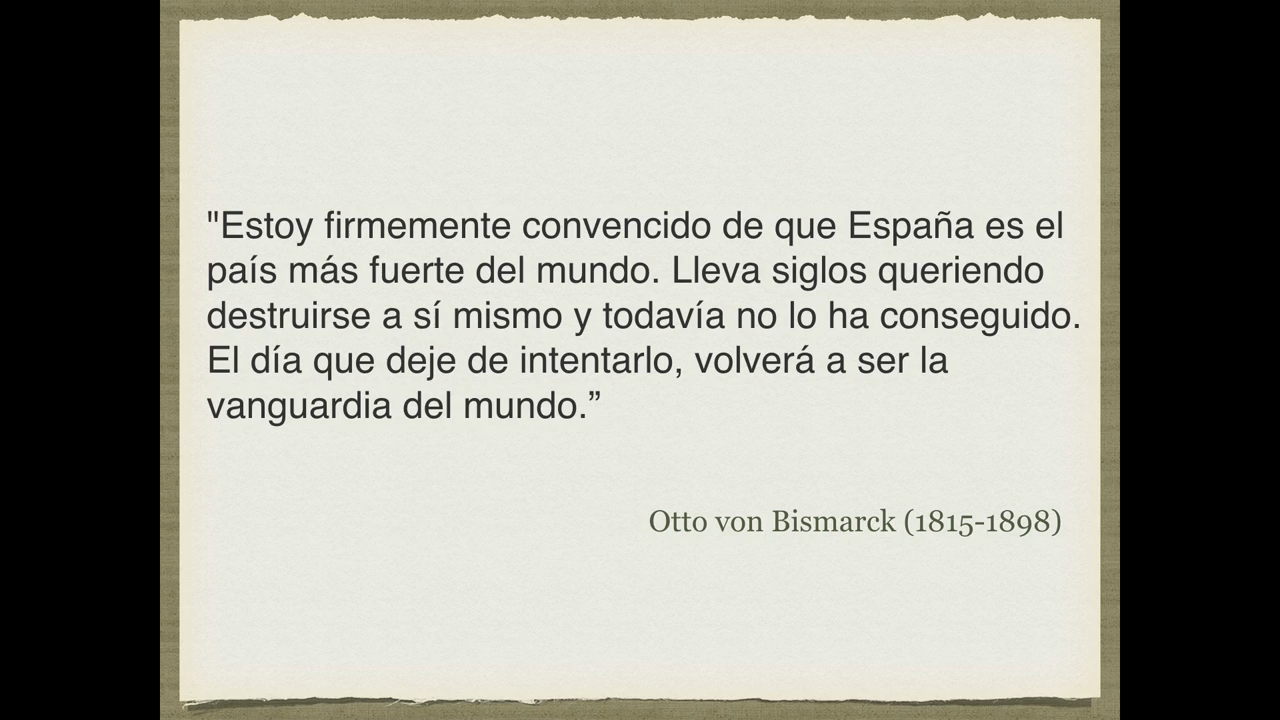 "Estoy firmemente convencido de que España es el
país más fuerte del mundo. Lleva siglos queriendo
destruirse a sí mismo y todavía no lo ha conseguido.
El día que deje de intentarlo, volverá a ser la
vanguardia del mundo.”
Otto von Bismarck (1815-1898)